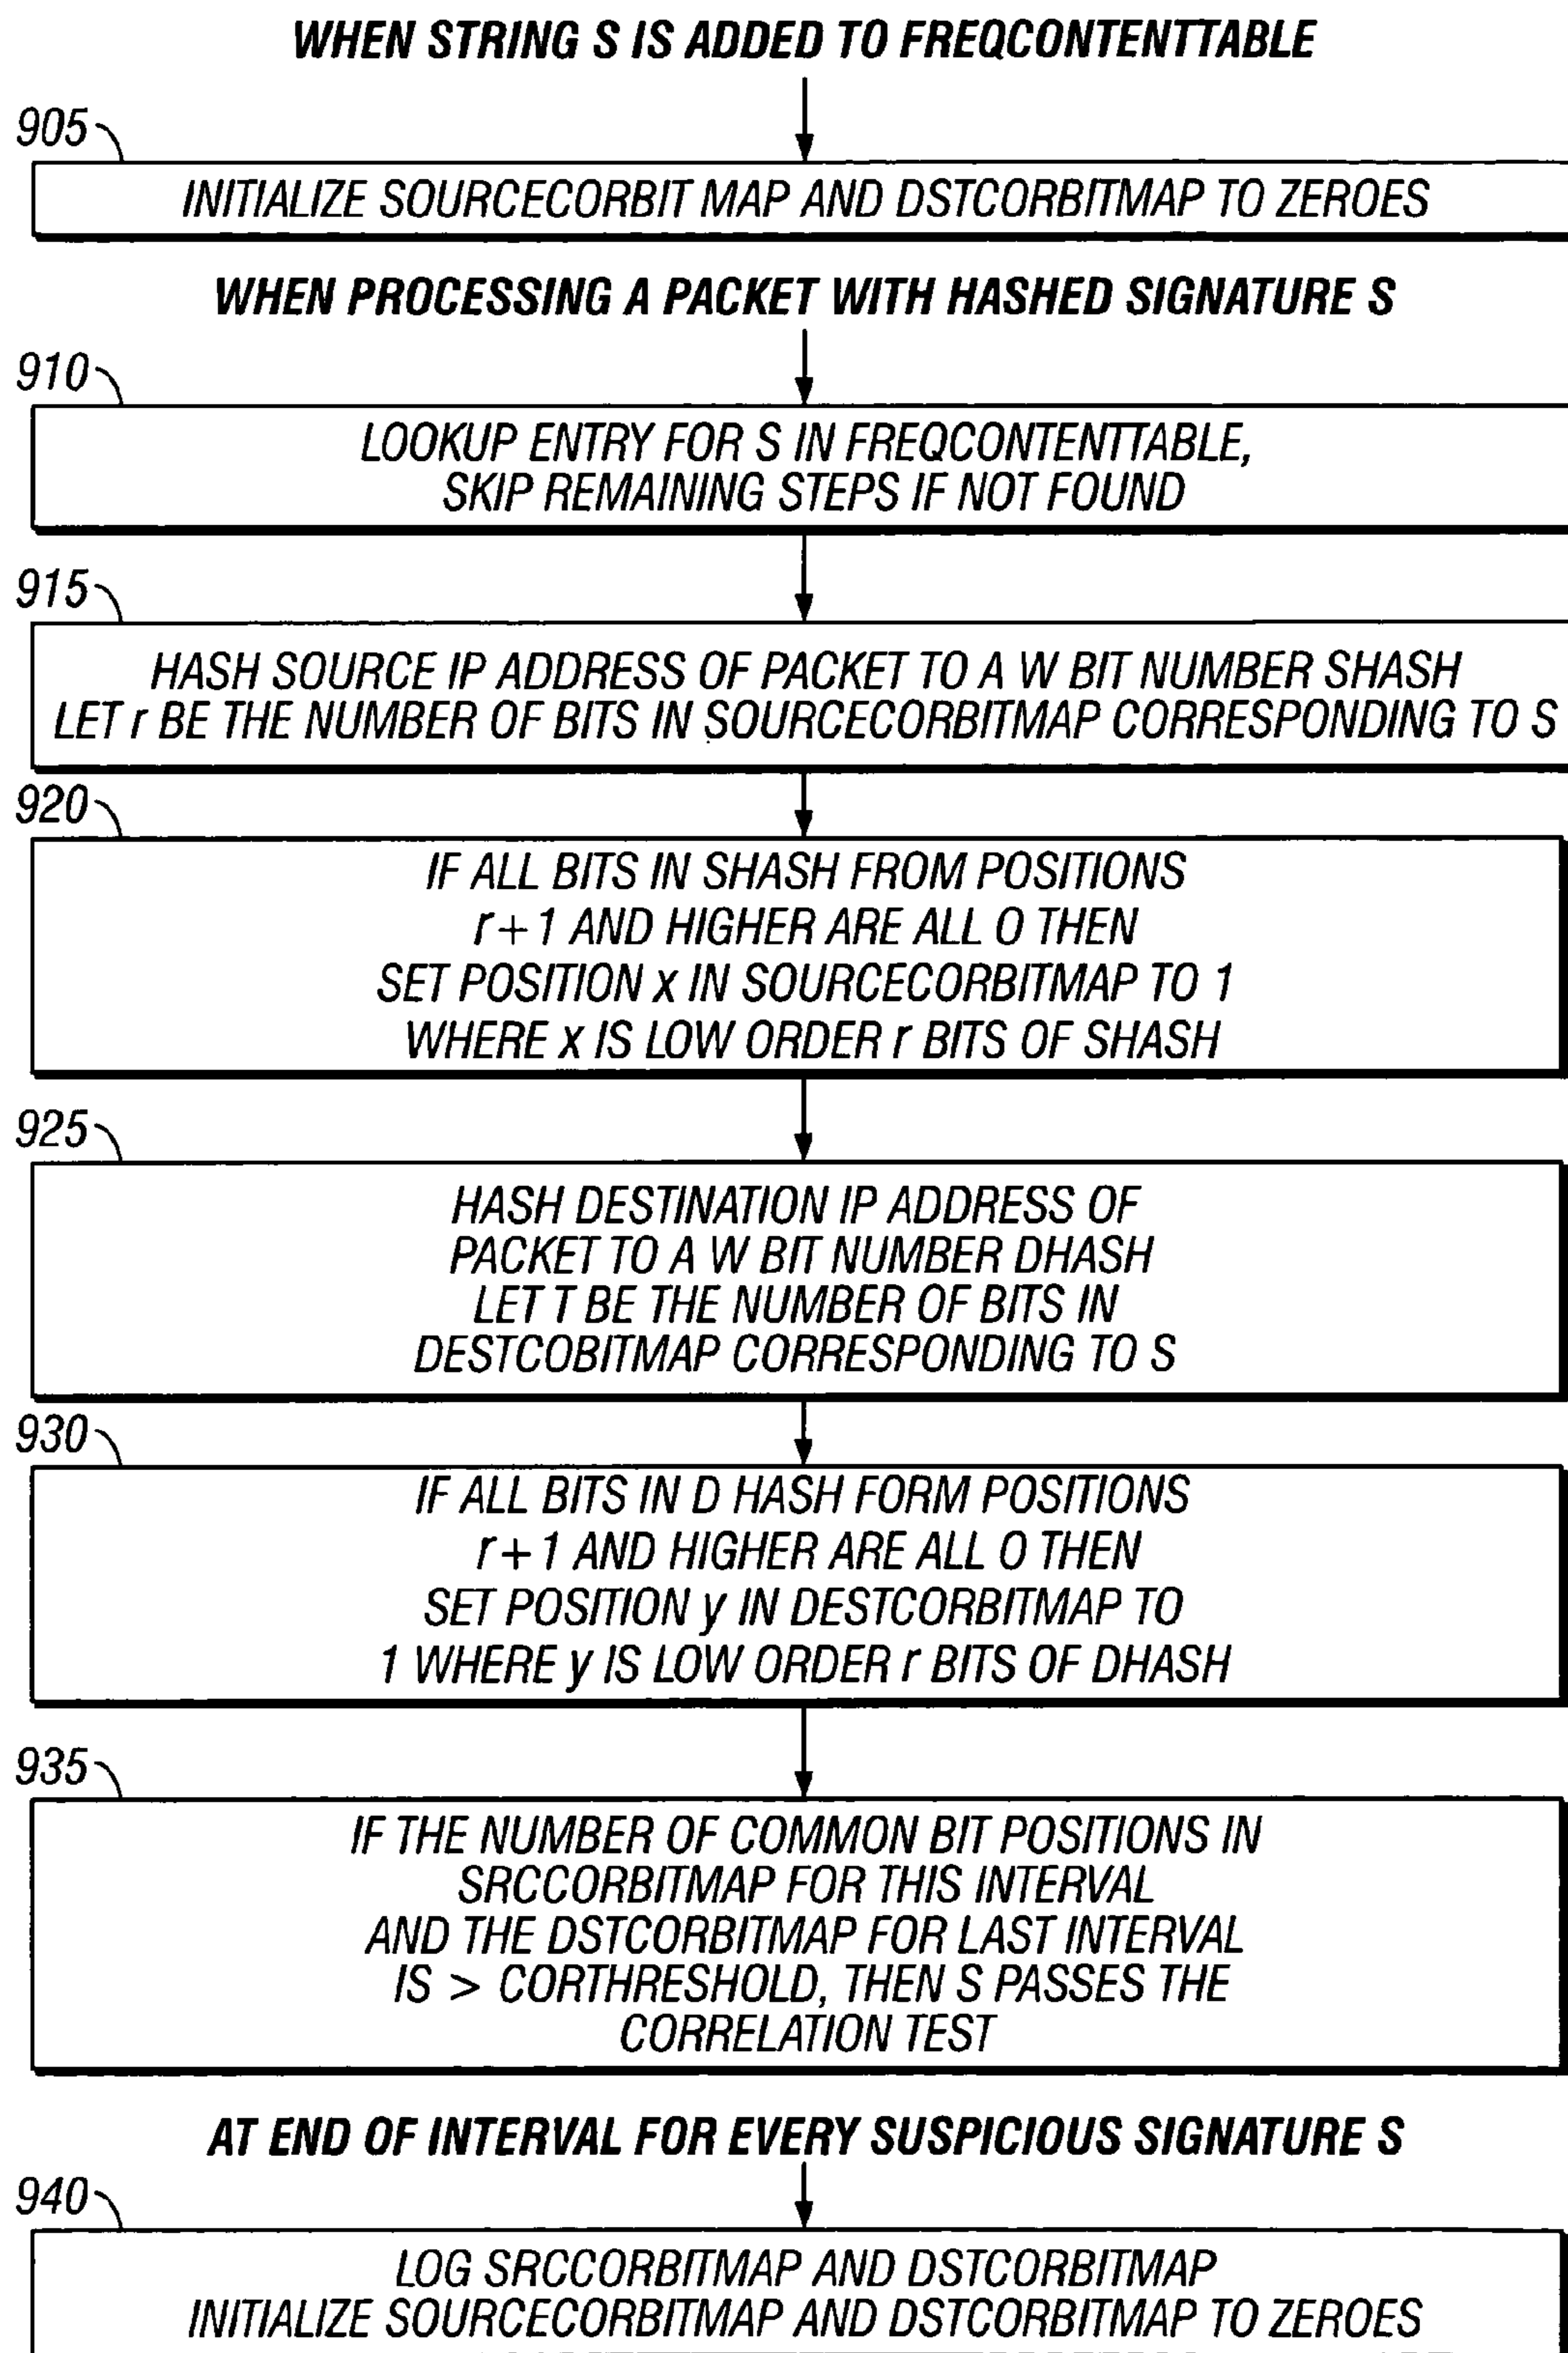 WHEN STRING S IS ADDED TO FREQCONTENTTABLE
905
INITIALIZE SOURCECORBIT MAP AND DSTCORBITMAP TO ZEROES
WHEN PROCESSING A PACKET WITH HASHED SIGNATURE S
910
LOOKUP ENTRY FOR S IN FREQCONTENTTABLE,
SKIP REMAINING STEPS IF NOT FOUND
915
HASH SOURCE IP ADDRESS OF PACKET TO A W BIT NUMBER SHASH
LET r BE THE NUMBER OF BITS IN SOURCECORBITMAP CORRESPONDING TO S
920
IF ALL BITS IN SHASH FROM POSITIONS
r+1 AND HIGHER ARE ALL 0 THEN
SET POSITION x IN SOURCECORBITMAP TO 1
WHERE x IS LOW ORDER r BITS OF SHASH
925
HASH DESTINATION IP ADDRESS OF
PACKET TO A W BIT NUMBER DHASH
LET T BE THE NUMBER OF BITS IN
DESTCOBITMAP CORRESPONDING TO S
930
IF ALL BITS IN D HASH FORM POSITIONS
r+1 AND HIGHER ARE ALL 0 THEN
SET POSITION y IN DESTCORBITMAP TO
1 WHERE y IS LOW ORDER r BITS OF DHASH
935
IF THE NUMBER OF COMMON BIT POSITIONS IN
SRCCORBITMAP FOR THIS INTERVAL
AND THE DSTCORBITMAP FOR LAST INTERVAL
IS > CORTHRESHOLD, THEN S PASSES THE
CORRELATION TEST
AT END OF INTERVAL FOR EVERY SUSPICIOUS SIGNATURE S
940
LOG SRCCORBITMAP AND DSTCORBITMAP
INITIALIZE SOURCECORBITMAP AND DSTCORBITMAP TO ZEROES